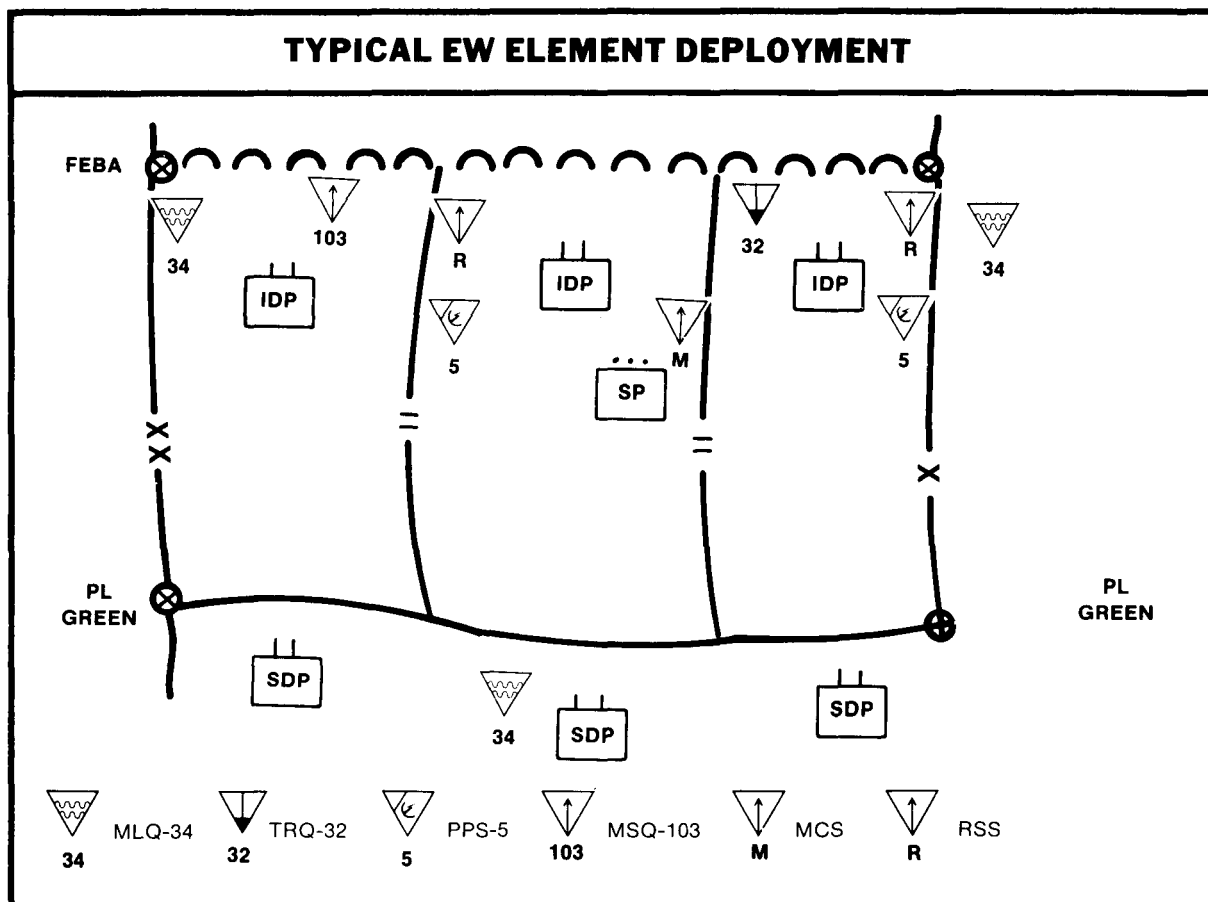 TYPICAL EW ELEMENT DEPLOYMENT
FEBA
34
103
R
32
R
34
IDP
IDP
IDP
5
M
5
SP
PL
GREEN
PL
GREEN
SDP
34
SDP
SDP
34 MLQ-34
32 TRQ-32
5 PPS-5
103 MSQ-103
M MCS
R RSS